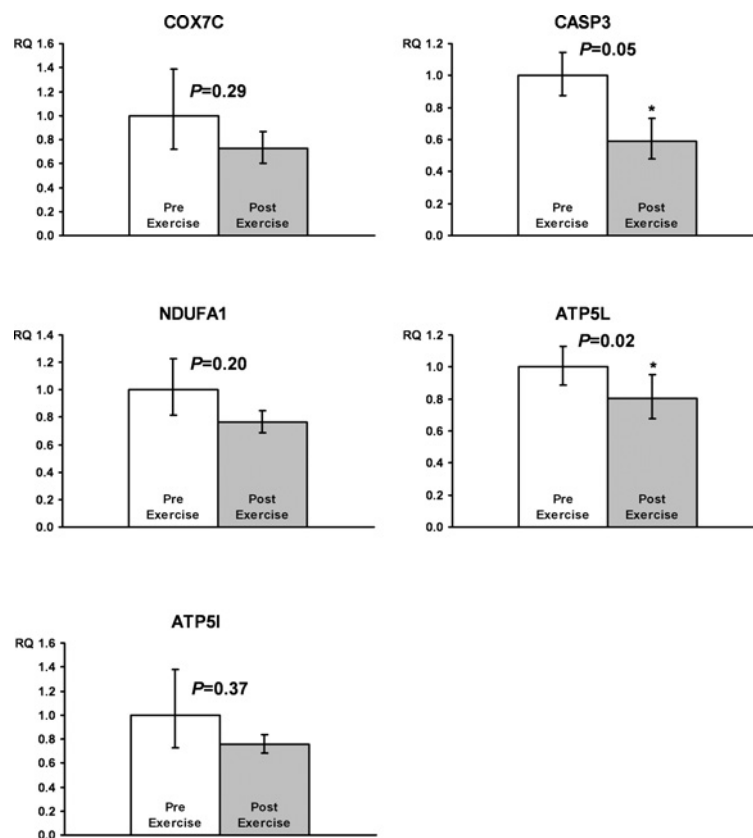 COX7C
RQ 1.6
1.4
1.2
1.0
0.8
0.6
0.4
0.2
0.0
P=0.29
Pre
Exercise
Post
Exercise
CASP3
RQ 1.2
1.0
0.8
0.6
0.4
0.2
0.0
P=0.05
*
Pre
Exercise
Post
Exercise
NDUFA1
RQ 1.4
1.2
1.0
0.8
0.6
0.4
0.2
0.0
P=0.20
Pre
Exercise
Post
Exercise
ATP5L
RQ 1.2
1.0
0.8
0.6
0.4
0.2
0.0
P=0.02
*
Pre
Exercise
Post
Exercise
ATP5I
RQ 1.6
1.4
1.2
1.0
0.8
0.6
0.4
0.2
0.0
P=0.37
Pre
Exercise
Post
Exercise